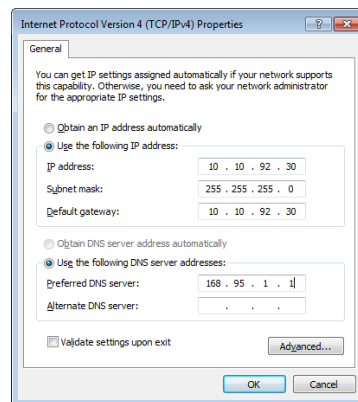 Internet Protocol Version 4 (TCP/IPv4) Properties
General
You can get IP settings assigned automatically if your network supports
this capability. Otherwise, you need to ask your network administrator
for the appropriate IP settings.
Obtain an IP address automatically
Use the following IP address:
IP address: 10 . 10 . 92 . 30
Subnet mask: 255 . 255 . 255 . 0
Default gateway: 10 . 10 . 92 . 30
Obtain DNS server address automatically
Use the following DNS server addresses:
Preferred DNS server: 168 . 95 . 1 . 1
Alternate DNS server: . . .
Validate settings upon exit
Advanced...
OK Cancel